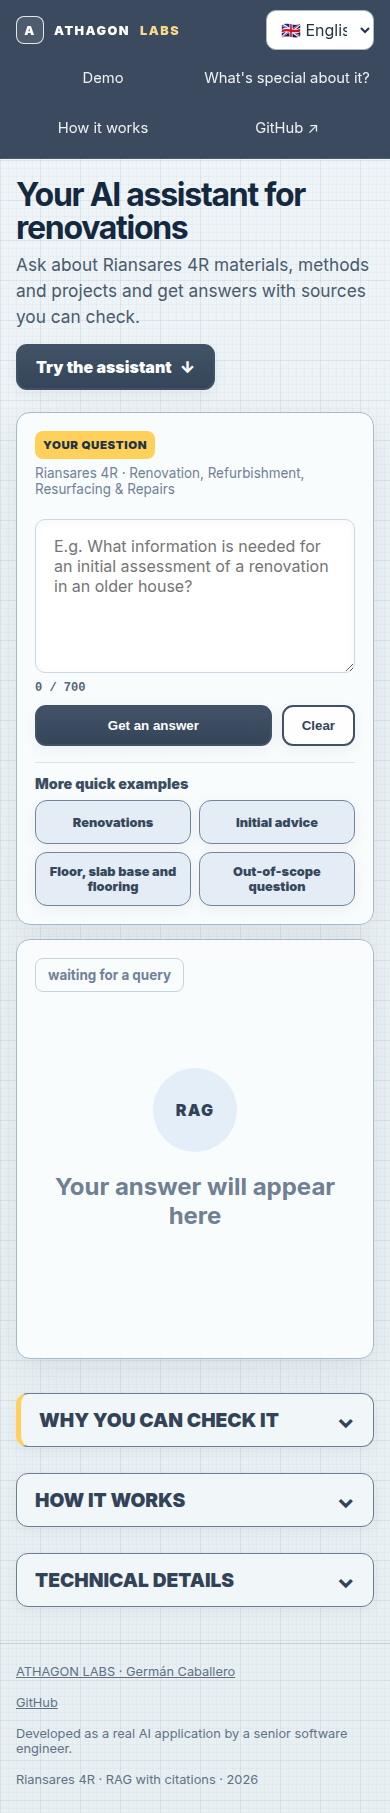 A ATHAGON LABS
🇬🇧 Englis
Demo
What's special about it?
How it works
GitHub ↗
Your AI assistant for
renovations
Ask about Riansares 4R materials, methods
and projects and get answers with sources
you can check.
Try the assistant ↓
YOUR QUESTION
Riansares 4R · Renovation, Refurbishment,
Resurfacing & Repairs
E.g. What information is needed for
an initial assessment of a renovation
in an older house?
0 / 700
Get an answer
Clear
More quick examples
Renovations
Initial advice
Floor, slab base and
flooring
Out-of-scope
question
waiting for a query
RAG
Your answer will appear
here
WHY YOU CAN CHECK IT
HOW IT WORKS
TECHNICAL DETAILS
ATHAGON LABS · Germán Caballero
GitHub
Developed as a real AI application by a senior software
engineer.
Riansares 4R · RAG with citations · 2026